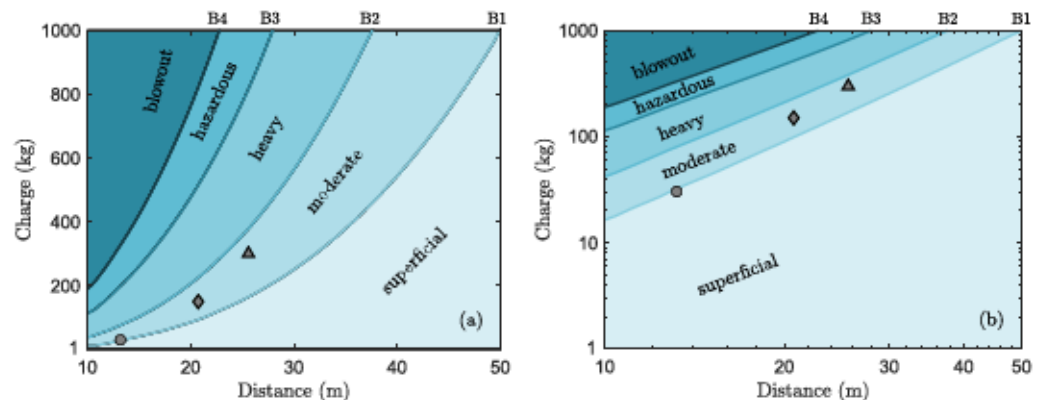 B4 B3 B2 B1
1000
800
600
400
200
1
Charge (kg)
blowout
hazardous
heavy
moderate
superficial
(a)
10 20 30 40 50
Distance (m)
B4 B3 B2 B1
1000
100
10
1
Charge (kg)
blowout
hazardous
heavy
moderate
superficial
(b)
10 20 30 40 50
Distance (m)